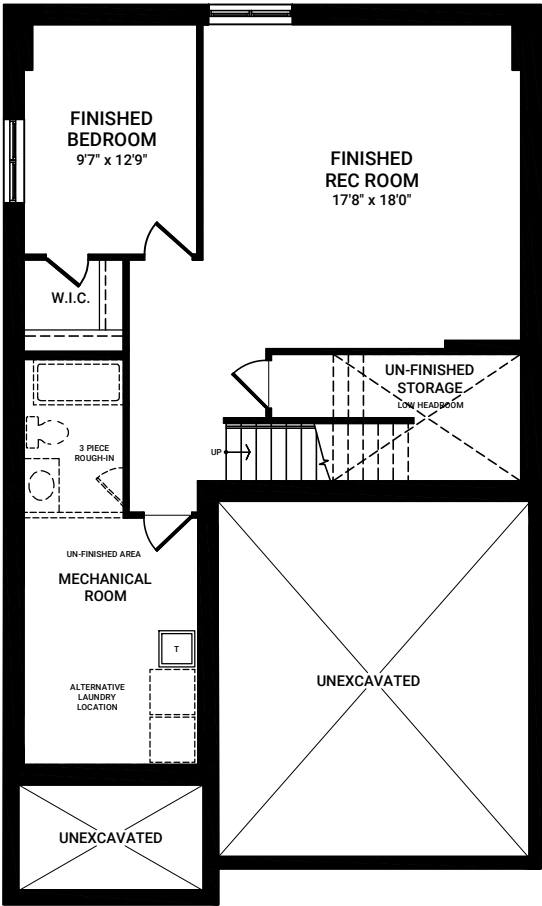 FINISHED
BEDROOM
9'7" x 12'9"
FINISHED
REC ROOM
17'8" x 18'0"
W.I.C.
UN-FINISHED
STORAGE
LOW HEADROOM
3 PIECE
ROUGH-IN
UP
UN-FINISHED AREA
MECHANICAL
ROOM
T
ALTERNATIVE
LAUNDRY
LOCATION
UNEXCAVATED
UNEXCAVATED